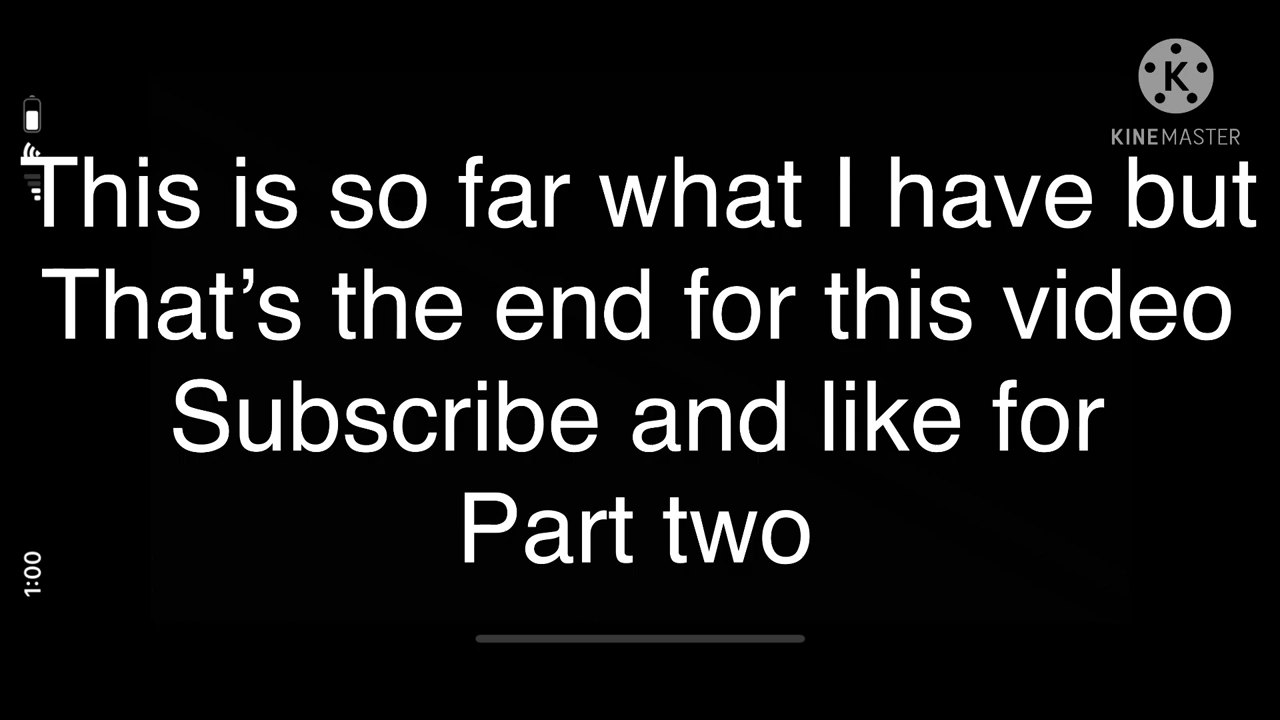 K
KINEMASTER
This is so far what I have but
That’s the end for this video
Subscribe and like for
Part two
1:00